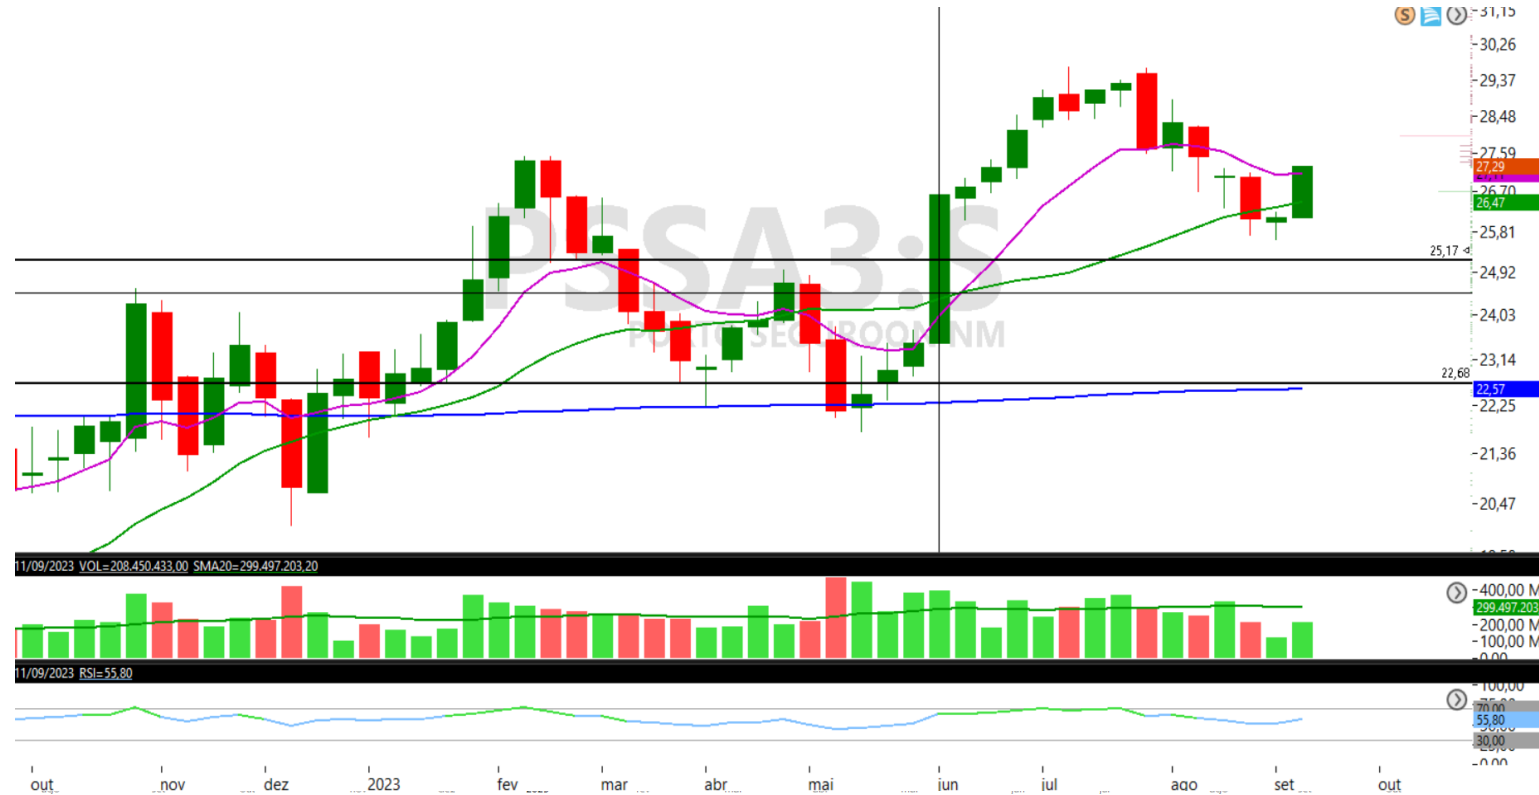 S
31,15
30,26
29,37
28,48
27,59
27,29
26,70
26,47
25,81
25,17
24,92
24,03
23,14
22,68
22,57
22,25
21,36
20,47
PSSA3:S
PORTO SEGUROON NM
11/09/2023 VOL=208.450.433,00 SMA20=299.497.203,20
400,00 M
299.497.203
200,00 M
100,00 M
0,00
11/09/2023 RSI=55,80
100,00
70,00
55,80
30,00
0,00
out nov dez 2023 fev mar abr mai jun jul ago set out